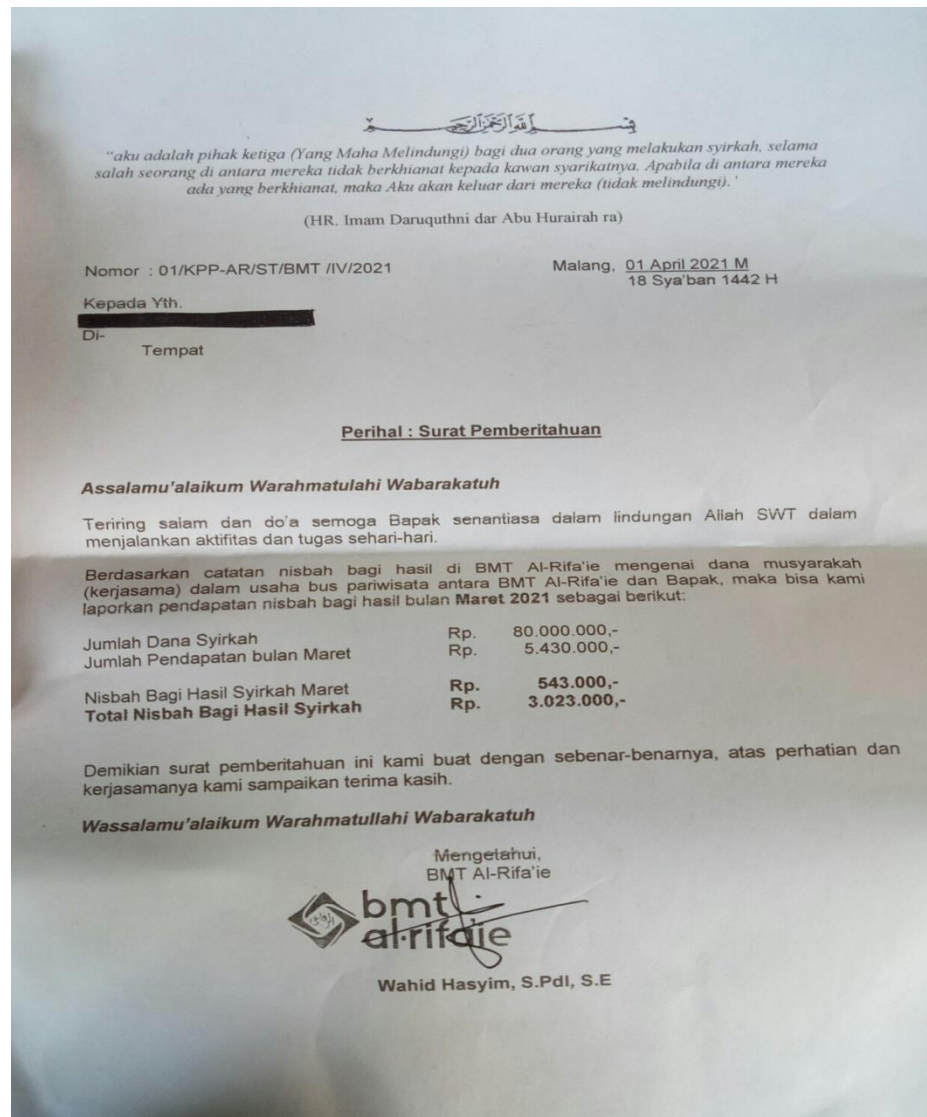 بِسْمِ اللَّهِ الرَّحْمَٰنِ الرَّحِيمِ
"aku adalah pihak ketiga (Yang Maha Melindungi) bagi dua orang yang melakukan syirkah, selama
salah seorang di antara mereka tidak berkhianat kepada kawan syarikatnya. Apabila di antara mereka
ada yang berkhianat, maka Aku akan keluar dari mereka (tidak melindungi).'
(HR. Imam Daruquthni dar Abu Hurairah ra)
Nomor : 01/KPP-AR/ST/BMT /IV/2021
Malang, 01 April 2021 M
18 Sya'ban 1442 H
Kepada Yth.
Di-
Tempat
Perihal : Surat Pemberitahuan
Assalamu'alaikum Warahmatulahi Wabarakatuh
Teriring salam dan do'a semoga Bapak senantiasa dalam lindungan Allah SWT dalam
menjalankan aktifitas dan tugas sehari-hari.
Berdasarkan catatan nisbah bagi hasil di BMT Al-Rifa'ie mengenai dana musyarakah
(kerjasama) dalam usaha bus pariwisata antara BMT Al-Rifa'ie dan Bapak, maka bisa kami
laporkan pendapatan nisbah bagi hasil bulan Maret 2021 sebagai berikut:
Jumlah Dana Syirkah Rp. 80.000.000,-
Jumlah Pendapatan bulan Maret Rp. 5.430.000,-
Nisbah Bagi Hasil Syirkah Maret Rp. 543.000,-
Total Nisbah Bagi Hasil Syirkah Rp. 3.023.000,-
Demikian surat pemberitahuan ini kami buat dengan sebenar-benarnya, atas perhatian dan
kerjasamanya kami sampaikan terima kasih.
Wassalamu'alaikum Warahmatullahi Wabarakatuh
Mengetahui,
BMT Al-Rifa'ie
bmt
al-rifaie
Wahid Hasyim, S.PdI, S.E